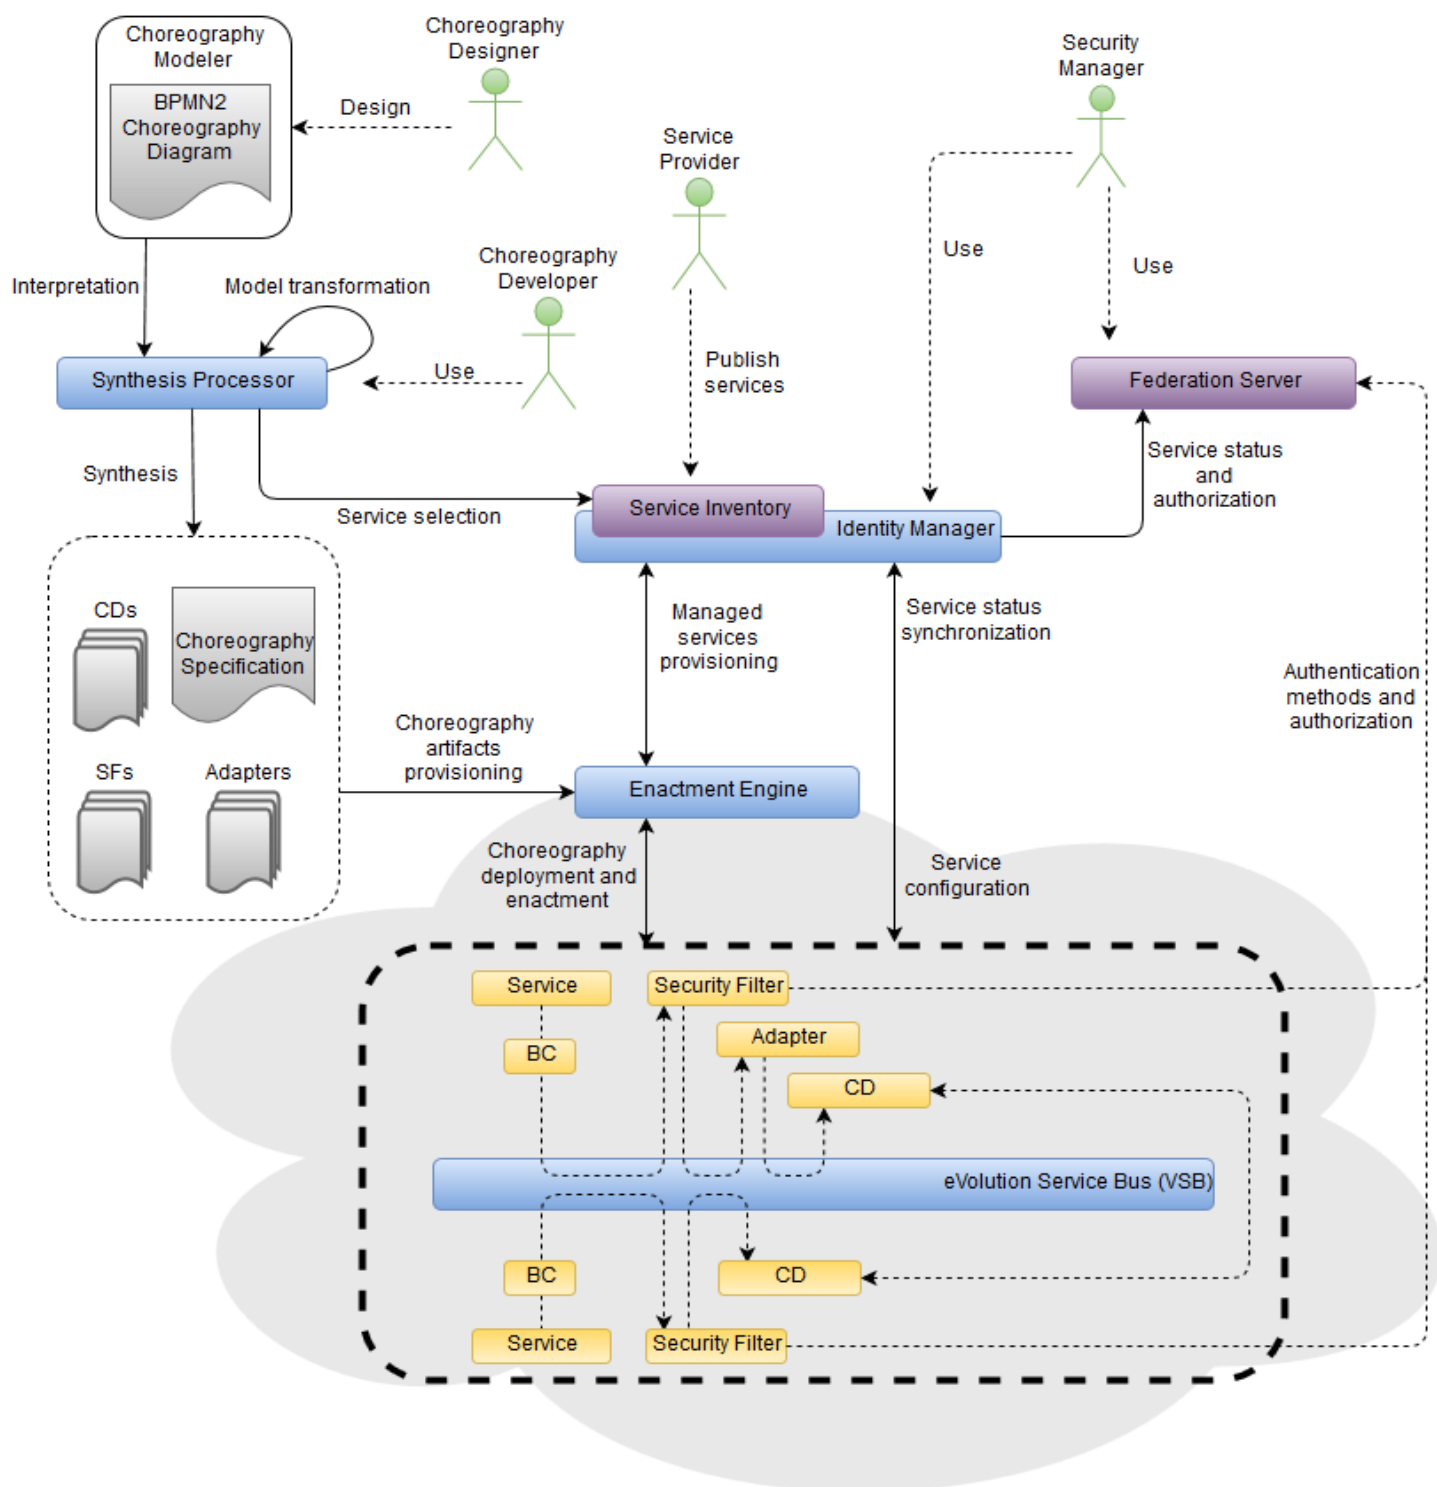 Choreography
Modeler
BPMN2
Choreography
Diagram
Design
Choreography
Designer
Service
Provider
Security
Manager
Use
Use
Interpretation
Model transformation
Choreography
Developer
Synthesis Processor
Use
Publish
services
Federation Server
Synthesis
Service selection
Service Inventory
Identity Manager
Service status
and
authorization
CDs
Choreography
Specification
SFs
Adapters
Managed
services
provisioning
Service status
synchronization
Authentication
methods and
authorization
Choreography
artifacts
provisioning
Enactment Engine
Choreography
deployment and
enactment
Service
configuration
Service
Security Filter
BC
Adapter
CD
eVolution Service Bus (VSB)
BC
CD
Service
Security Filter